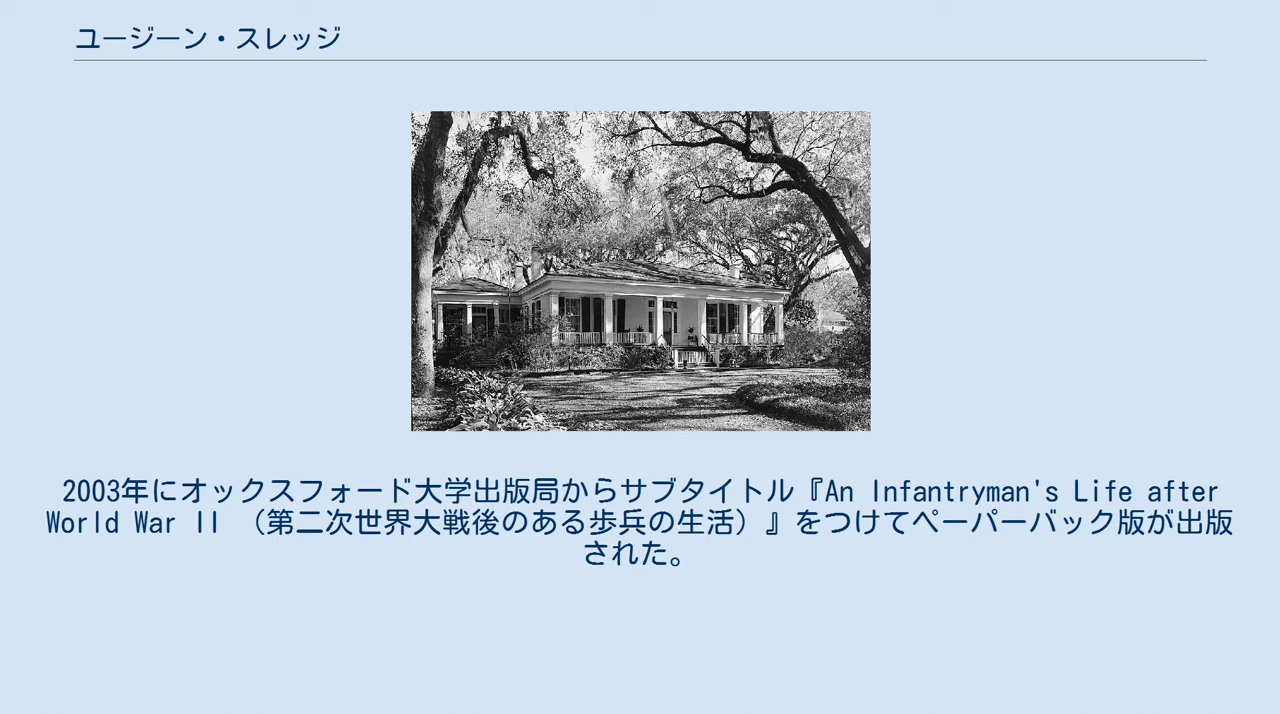 ユージーン・スレッジ
2003年にオックスフォード大学出版局からサブタイトル『An Infantryman's Life after
World War II （第二次世界大戦後のある歩兵の生活）』をつけてペーパーバック版が出版
された。